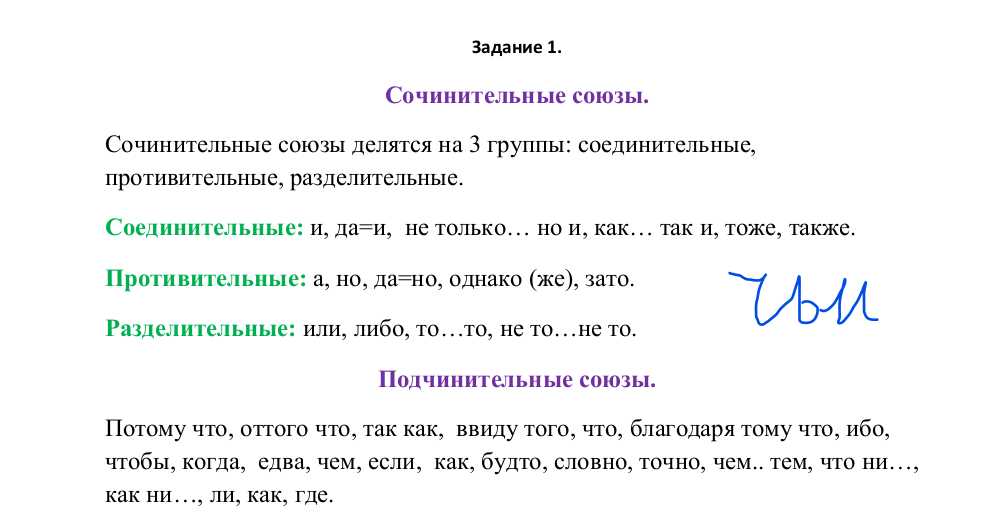 Задание 1.
Сочинительные союзы.
Сочинительные союзы делятся на 3 группы: соединительные,
противительные, разделительные.
Соединительные: и, да=и,  не только… но и, как… так и, тоже, также.
Противительные: а, но, да=но, однако (же), зато.
чьи
Разделительные: или, либо, то…то, не то…не то.
Подчинительные союзы.
Потому что, оттого что, так как,  ввиду того, что, благодаря тому что, ибо,
чтобы, когда,  едва, чем, если,  как, будто, словно, точно, чем.. тем, что ни…,
как ни…, ли, как, где.